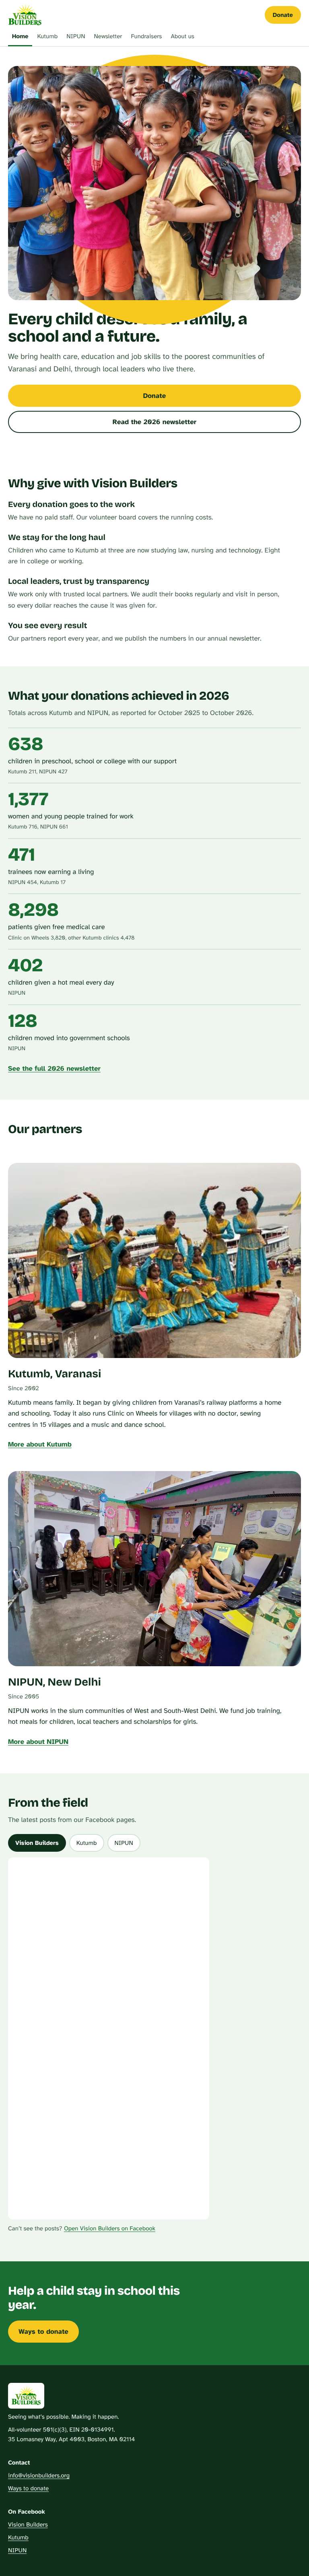 VISION
BUILDERS
Donate
Home Kutumb NIPUN Newsletter Fundraisers About us
Every child deserves a family, a
school and a future.
We bring health care, education and job skills to the poorest communities of
Varanasi and Delhi, through local leaders who live there.
Donate
Read the 2026 newsletter
Why give with Vision Builders
Every donation goes to the work
We have no paid staff. Our volunteer board covers the running costs.
We stay for the long haul
Children who came to Kutumb at three are now studying law, nursing and technology. Eight
are in college or working.
Local leaders, trust by transparency
We work only with trusted local partners. We audit their books regularly and visit in person,
so every dollar reaches the cause it was given for.
You see every result
Our partners report every year, and we publish the numbers in our annual newsletter.
What your donations achieved in 2026
Totals across Kutumb and NIPUN, as reported for October 2025 to October 2026.
638
children in preschool, school or college with our support
Kutumb 211, NIPUN 427
1,377
women and young people trained for work
Kutumb 716, NIPUN 661
471
trainees now earning a living
NIPUN 454, Kutumb 17
8,298
patients given free medical care
Clinic on Wheels 3,820, other Kutumb clinics 4,478
402
children given a hot meal every day
NIPUN
128
children moved into government schools
NIPUN
See the full 2026 newsletter
Our partners
Kutumb, Varanasi
Since 2002
Kutumb means family. It began by giving children from Varanasi's railway platforms a home
and schooling. Today it also runs Clinic on Wheels for villages with no doctor, sewing
centres in 15 villages and a music and dance school.
More about Kutumb
NIPUN, New Delhi
Since 2005
NIPUN works in the slum communities of West and South-West Delhi. We fund job training,
hot meals for children, local teachers and scholarships for girls.
More about NIPUN
From the field
The latest posts from our Facebook pages.
Vision Builders Kutumb NIPUN
Can't see the posts? Open Vision Builders on Facebook
Help a child stay in school this
year.
Ways to donate
VISION
BUILDERS
Seeing what's possible. Making it happen.
All-volunteer 501(c)(3), EIN 20-0134991.
35 Lomasney Way, Apt 4003, Boston, MA 02114
Contact
info@visionbuilders.org
Ways to donate
On Facebook
Vision Builders
Kutumb
NIPUN